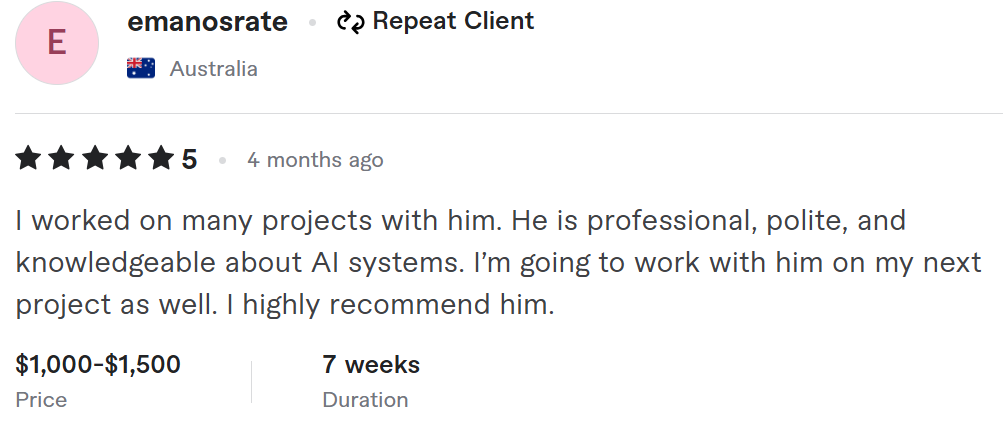 E
emanosrate • Repeat Client
Australia
5 • 4 months ago
I worked on many projects with him. He is professional, polite, and
knowledgeable about AI systems. I’m going to work with him on my next
project as well. I highly recommend him.
$1,000-$1,500
Price
7 weeks
Duration